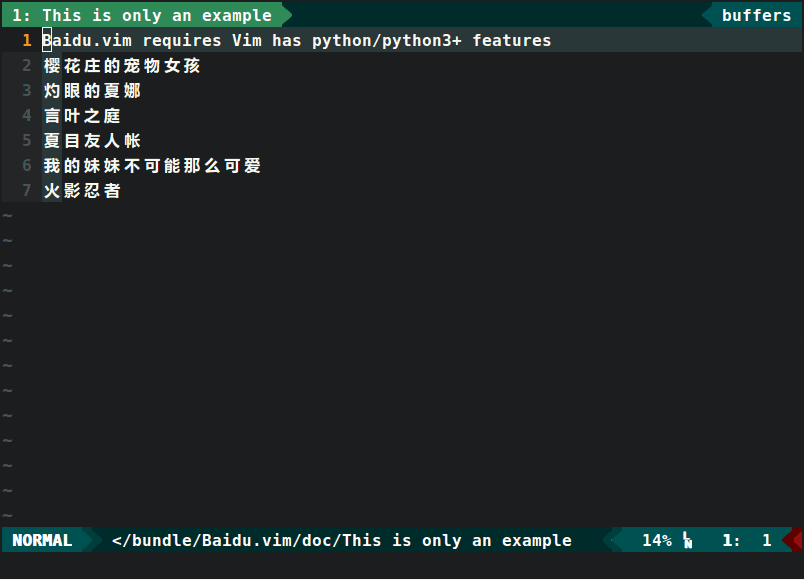 1: This is only an example buffers
1 Baidu.vim requires Vim has python/python3+ features
2 樱花庄的宠物女孩
3 灼眼的夏娜
4 言叶之庭
5 夏目友人帐
6 我的妹妹不可能那么可爱
7 火影忍者
~
~
~
~
~
~
~
~
~
~
~
~
~
NORMAL </bundle/Baidu.vim/doc/This is only an example 14% 1: 1